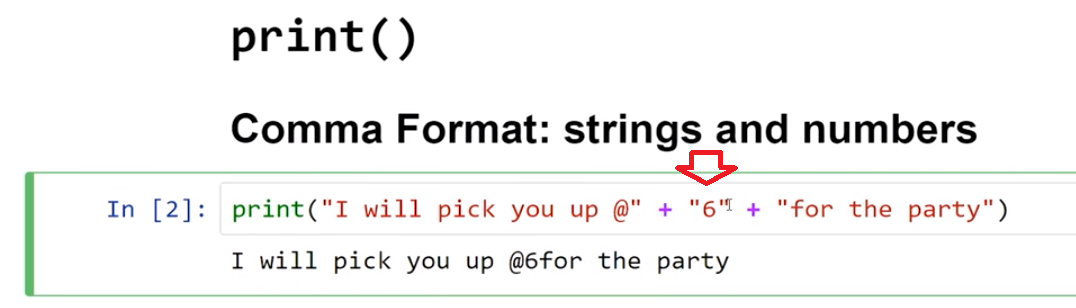 print()
Comma Format: strings and numbers
In [2]: print("I will pick you up @" + "6" + "for the party")
I will pick you up @6for the party